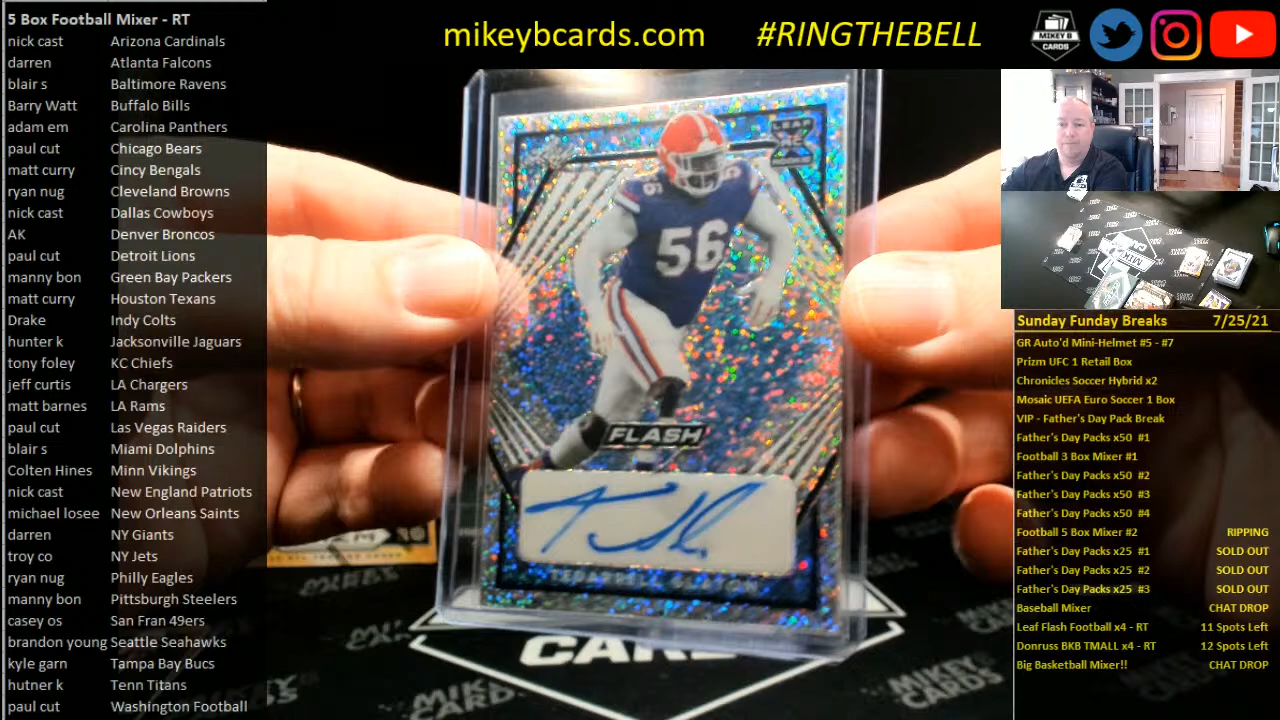 5 Box Football Mixer - RT
nick cast Arizona Cardinals
darren Atlanta Falcons
blair s Baltimore Ravens
Barry Watt Buffalo Bills
adam em Carolina Panthers
paul cut Chicago Bears
matt curry Cincy Bengals
ryan nug Cleveland Browns
nick cast Dallas Cowboys
AK Denver Broncos
paul cut Detroit Lions
manny bon Green Bay Packers
matt curry Houston Texans
Drake Indy Colts
hunter k Jacksonville Jaguars
tony foley KC Chiefs
jeff curtis LA Chargers
matt barnes LA Rams
paul cut Las Vegas Raiders
blair s Miami Dolphins
Colten Hines Minn Vikings
nick cast New England Patriots
michael losee New Orleans Saints
darren NY Giants
troy co NY Jets
ryan nug Philly Eagles
manny bon Pittsburgh Steelers
casey os San Fran 49ers
brandon young Seattle Seahawks
kyle garn Tampa Bay Bucs
hutner k Tenn Titans
paul cut Washington Football
mikeybcards.com #RINGTHEBELL
MIKEY B
CARDS
LEAF
56
56
FLASH
CARDS
MIKEY
CARDS
Sunday Funday Breaks 7/25/21
GR Auto'd Mini-Helmet #5 - #7
Prizm UFC 1 Retail Box
Chronicles Soccer Hybrid x2
Mosaic UEFA Euro Soccer 1 Box
VIP - Father's Day Pack Break
Father's Day Packs x50 #1
Football 3 Box Mixer #1
Father's Day Packs x50 #2
Father's Day Packs x50 #3
Father's Day Packs x50 #4
Football 5 Box Mixer #2 RIPPING
Father's Day Packs x25 #1 SOLD OUT
Father's Day Packs x25 #2 SOLD OUT
Father's Day Packs x25 #3 SOLD OUT
Baseball Mixer CHAT DROP
Leaf Flash Football x4 - RT 11 Spots Left
Donruss BKB TMALL x4 - RT 12 Spots Left
Big Basketball Mixer!! CHAT DROP